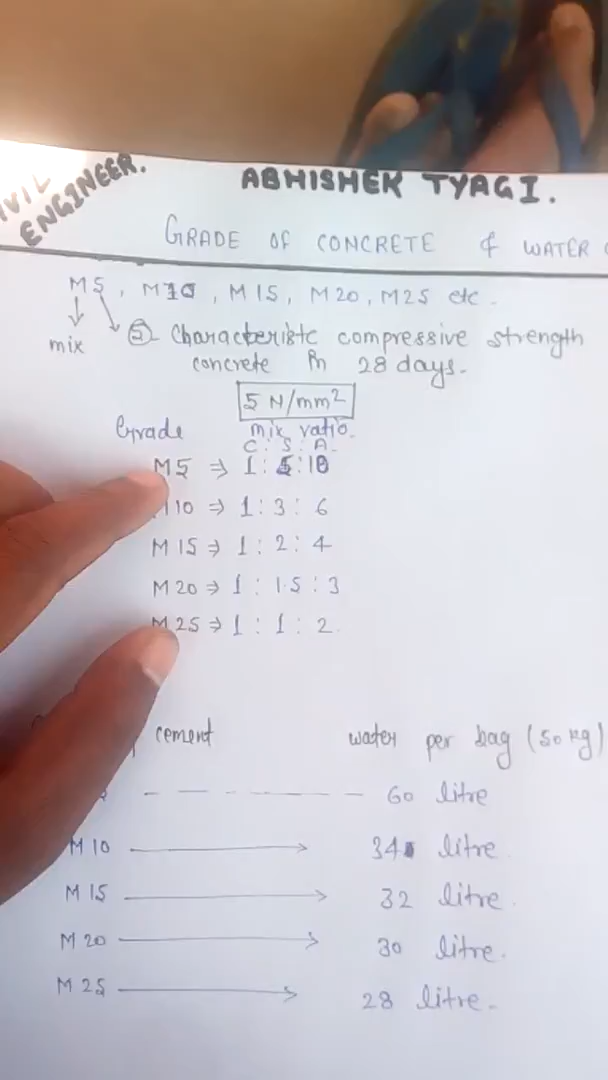 CIVIL ENGINEER.
ABHISHEK TYAGI.
GRADE OF CONCRETE & WATER
M5, M10, M15, M20, M25 etc.
mix
5 - Characteristic compressive strength
concrete in 28 days.
5 N/mm²
Grade mix ratio.
C. S. A.
M5 ⇒ 1 : 5 : 10
M10 ⇒ 1 : 3 : 6
M15 ⇒ 1 : 2 : 4
M20 ⇒ 1 : 1.5 : 3
M25 ⇒ 1 : 1 : 2.
cement water per bag (50 kg)
60 litre
M10 → 34 litre.
M15 → 32 litre.
M20 → 30 litre.
M25 → 28 litre.